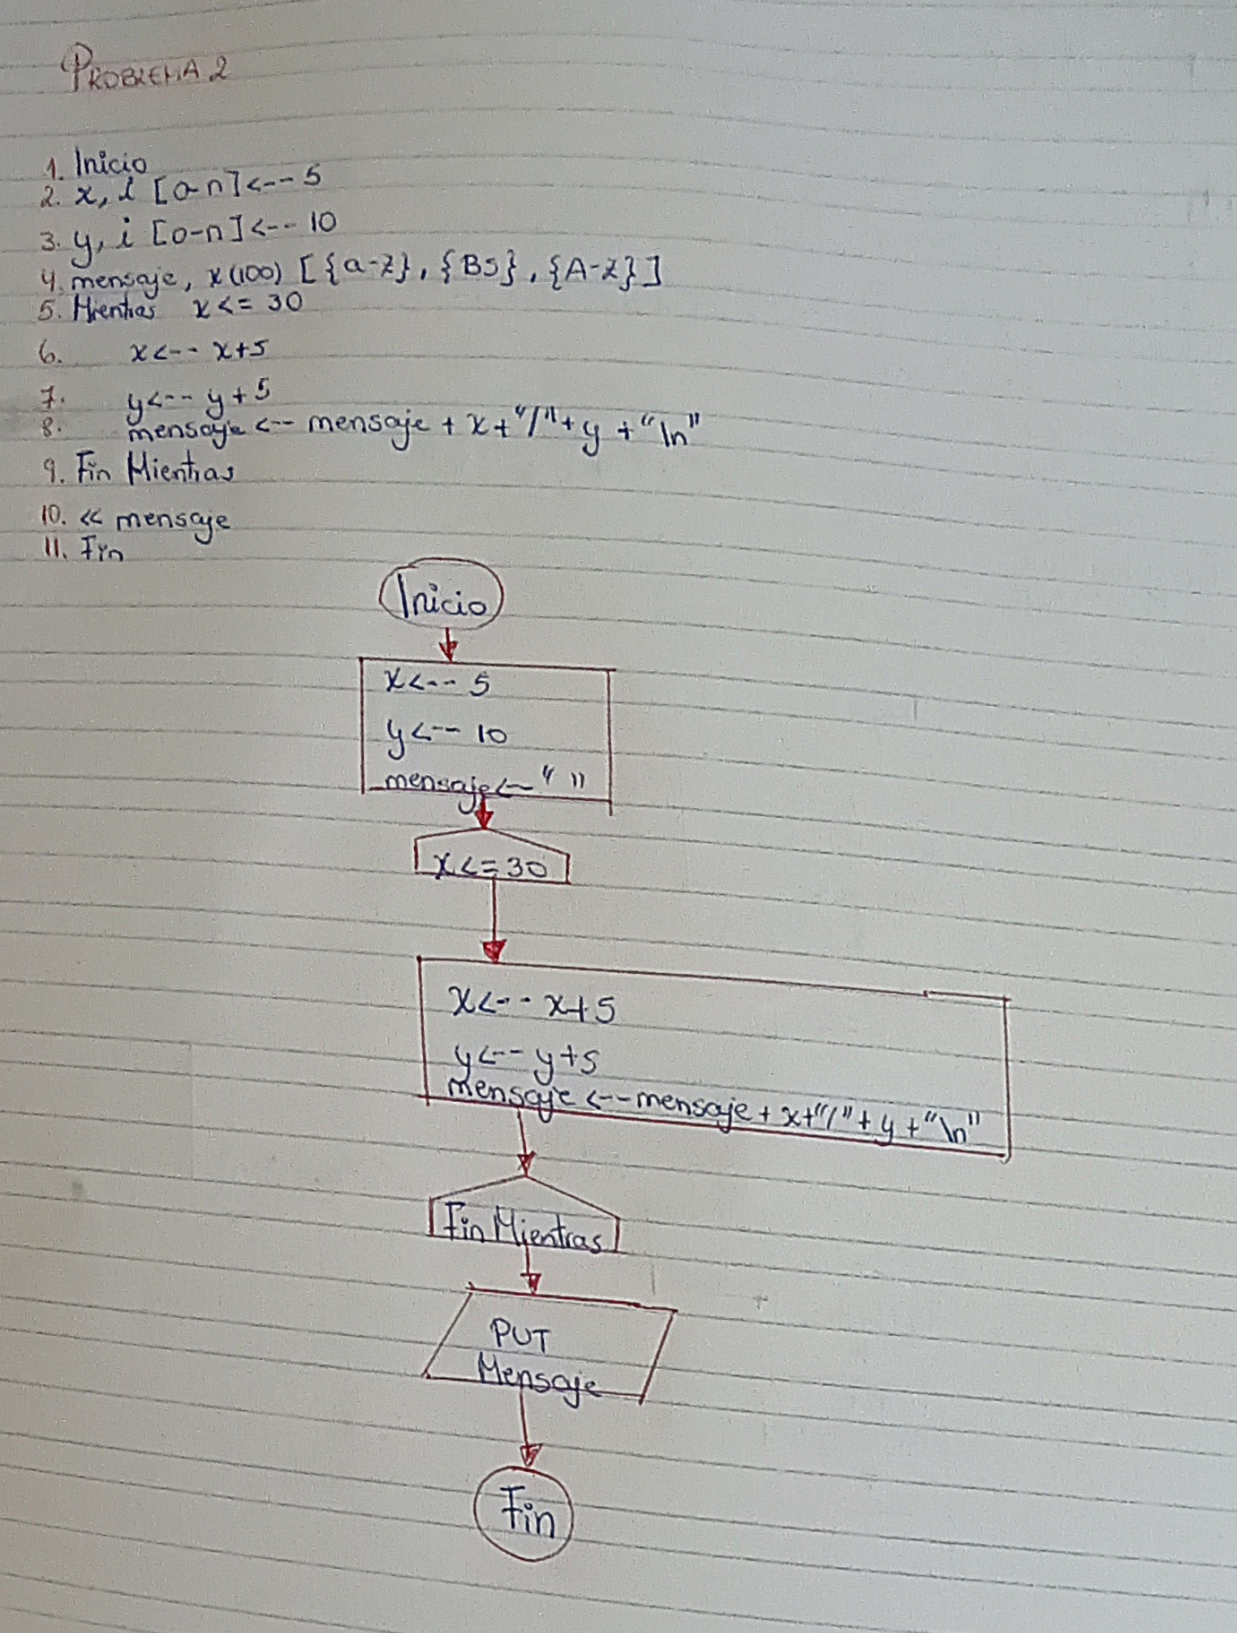 PROBLEMA 2
1. Inicio
2. x, i [0-n] <--- 5
3. y, i [0-n] <-- 10
4. mensaje, x(100) [{a-z}, {BS}, {A-Z}]
5. Mientras x <= 30
6. x <-- x+5
7. y <-- y+5
8. mensaje <-- mensaje + x+"/"+y+"\n"
9. Fin Mientras
10. << mensaje
11. Fin
Inicio
x <-- 5
y <-- 10
mensaje <-- " "
x <= 30
x <-- x+5
y <-- y+5
mensaje <-- mensaje + x+"/"+y+"\n"
Fin Mientras
PUT
Mensaje
Fin